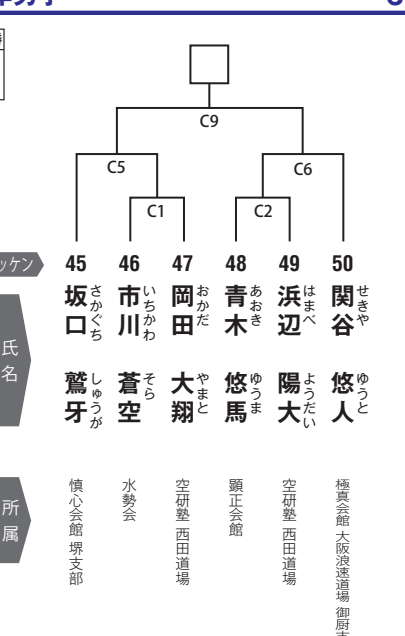 C9
C5
C6
C1
C2
45
46
47
48
49
50
氏名
所属
坂口 鷲牙
さかぐち しゅうが
慎心会館 堺支部
市川 蒼空
いちかわ そら
水勢会
岡田 大翔
おかだ やまと
空研塾 西田道場
青木 悠馬
あおき ゆうま
顕正会館
浜辺 陽大
はまべ ようだい
空研塾 西田道場
関谷 悠人
せきや ゆうと
極真会館 大阪浪速道場 御厨